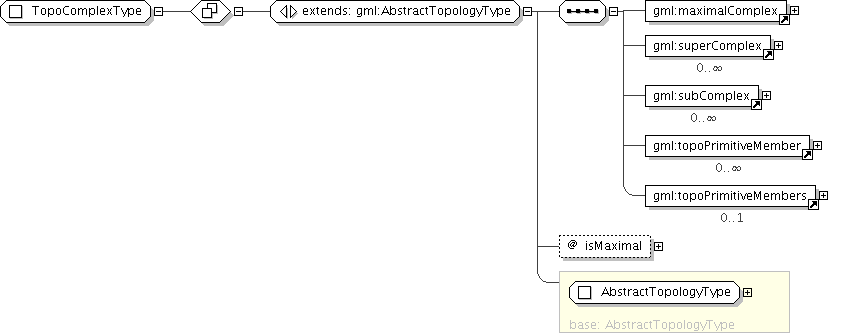 TopoComplexType
extends: gml:AbstractTopologyType
gml:maximalComplex
gml:superComplex
0..∞
gml:subComplex
0..∞
gml:topoPrimitiveMember
0..∞
gml:topoPrimitiveMembers
0..1
@ isMaximal
AbstractTopologyType
base: AbstractTopologyType